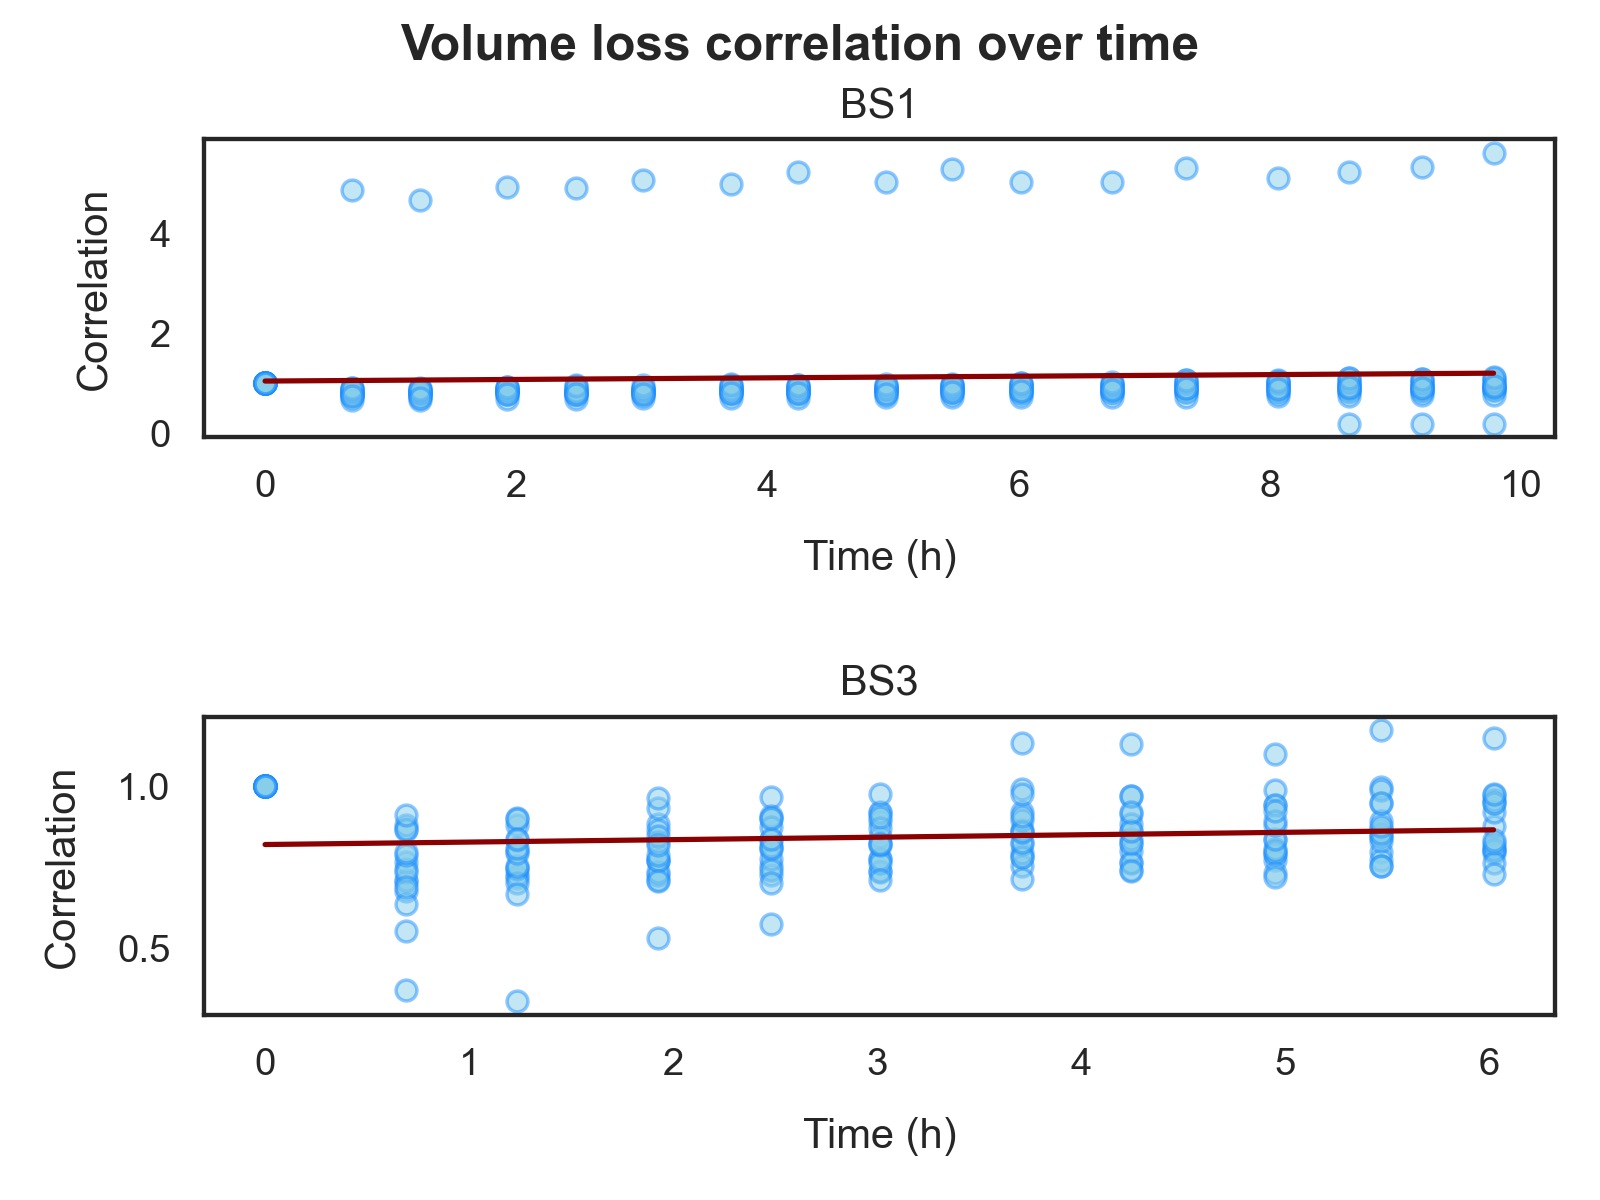 Volume loss correlation over time
BS1
Correlation
4
2
0
0 2 4 6 8 10
Time (h)
BS3
Correlation
1.0
0.5
0 1 2 3 4 5 6
Time (h)